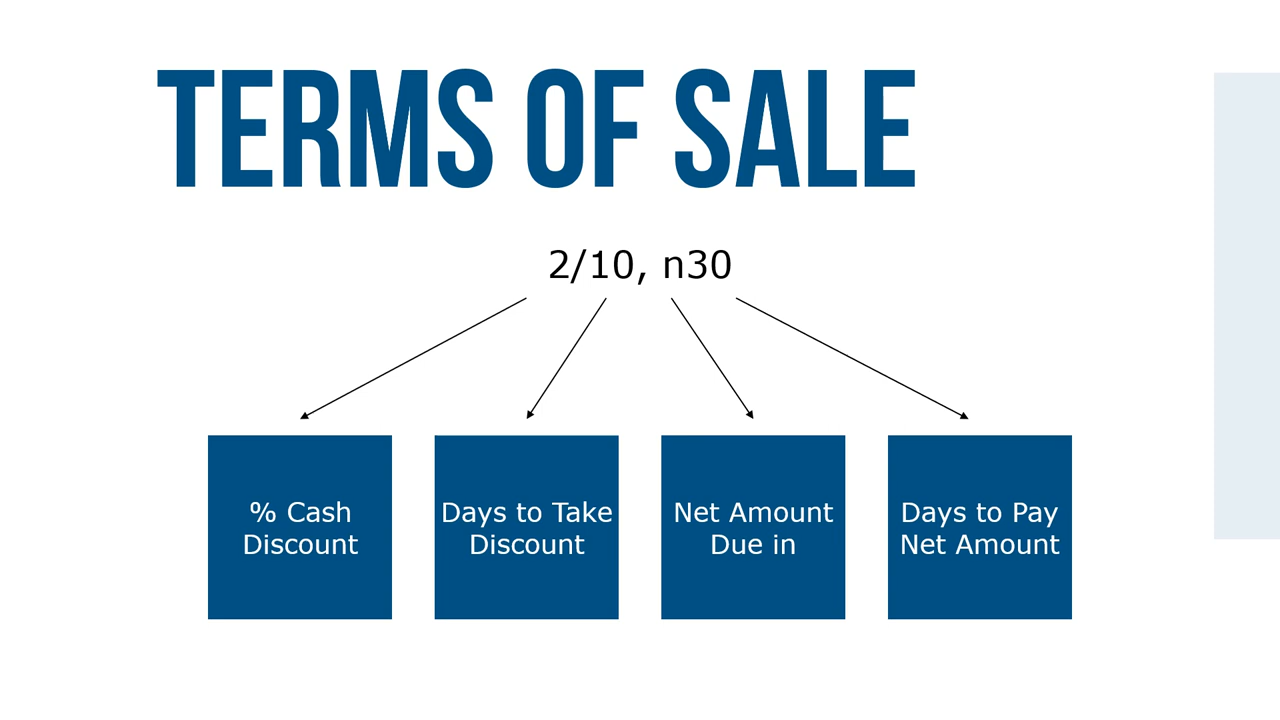 TERMS OF SALE
2/10, n30
% Cash
Discount
Days to Take
Discount
Net Amount
Due in
Days to Pay
Net Amount